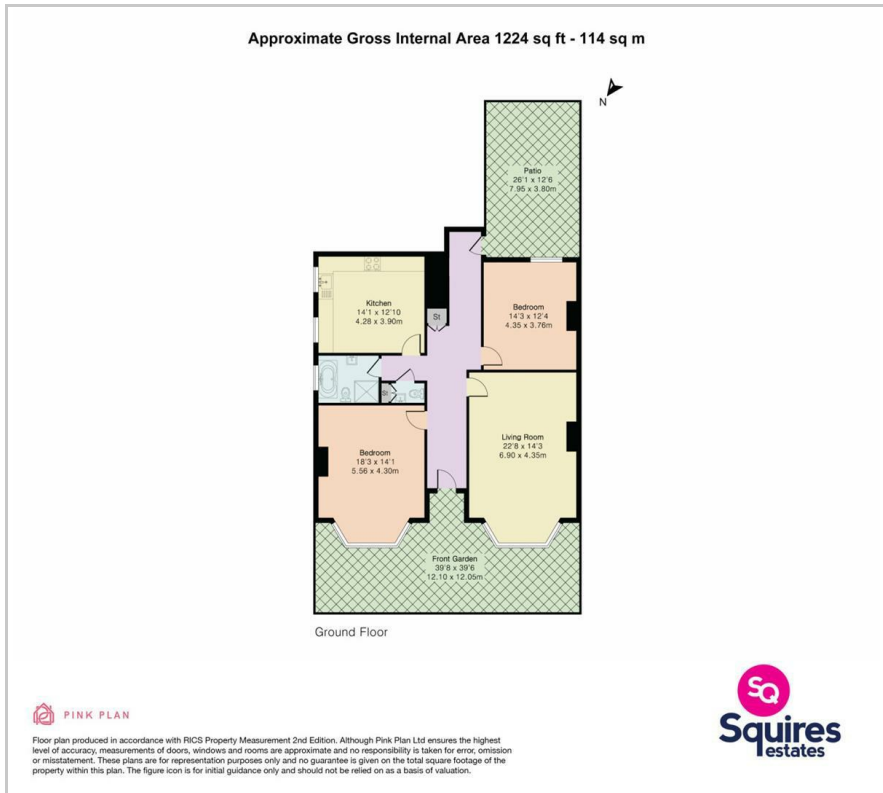 Approximate Gross Internal Area 1224 sq ft - 114 sq m
N
Patio
26'1 x 12'6
7.95 x 3.80m
Kitchen
14'1 x 12'10
4.28 x 3.90m
St
Bedroom
14'3 x 12'4
4.35 x 3.76m
St
Living Room
22'8 x 14'3
6.90 x 4.35m
Bedroom
18'3 x 14'1
5.56 x 4.30m
Front Garden
39'8 x 39'6
12.10 x 12.05m
Ground Floor
PINK PLAN
Floor plan produced in accordance with RICS Property Measurement 2nd Edition. Although Pink Plan Ltd ensures the highest
level of accuracy, measurements of doors, windows and rooms are approximate and no responsibility is taken for error, omission
or misstatement. These plans are for representation purposes only and no guarantee is given on the total square footage of the
property within this plan. The figure icon is for initial guidance only and should not be relied on as a basis of valuation.
SQ
Squires
estates